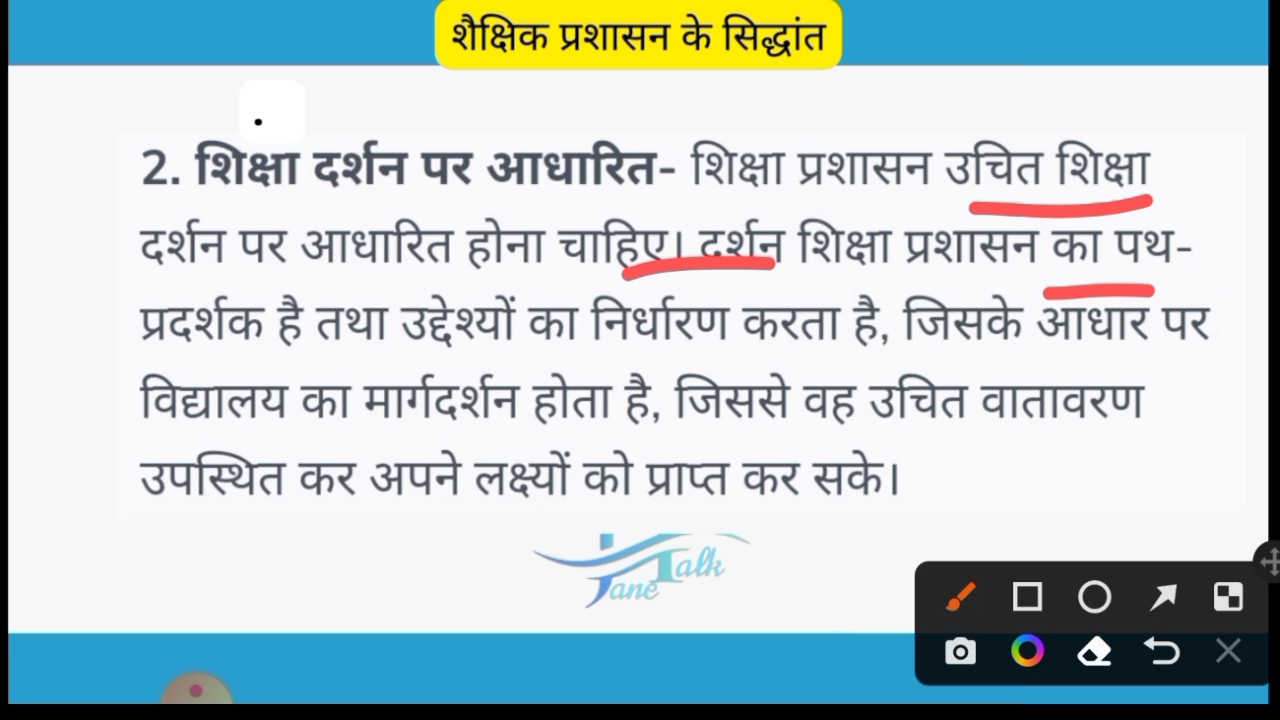 शैक्षिक प्रशासन के सिद्धांत
.
2. शिक्षा दर्शन पर आधारित- शिक्षा प्रशासन उचित शिक्षा
दर्शन पर आधारित होना चाहिए। दर्शन शिक्षा प्रशासन का पथ-
प्रदर्शक है तथा उद्देश्यों का निर्धारण करता है, जिसके आधार पर
विद्यालय का मार्गदर्शन होता है, जिससे वह उचित वातावरण
उपस्थित कर अपने लक्ष्यों को प्राप्त कर सके।
Talk
Jane